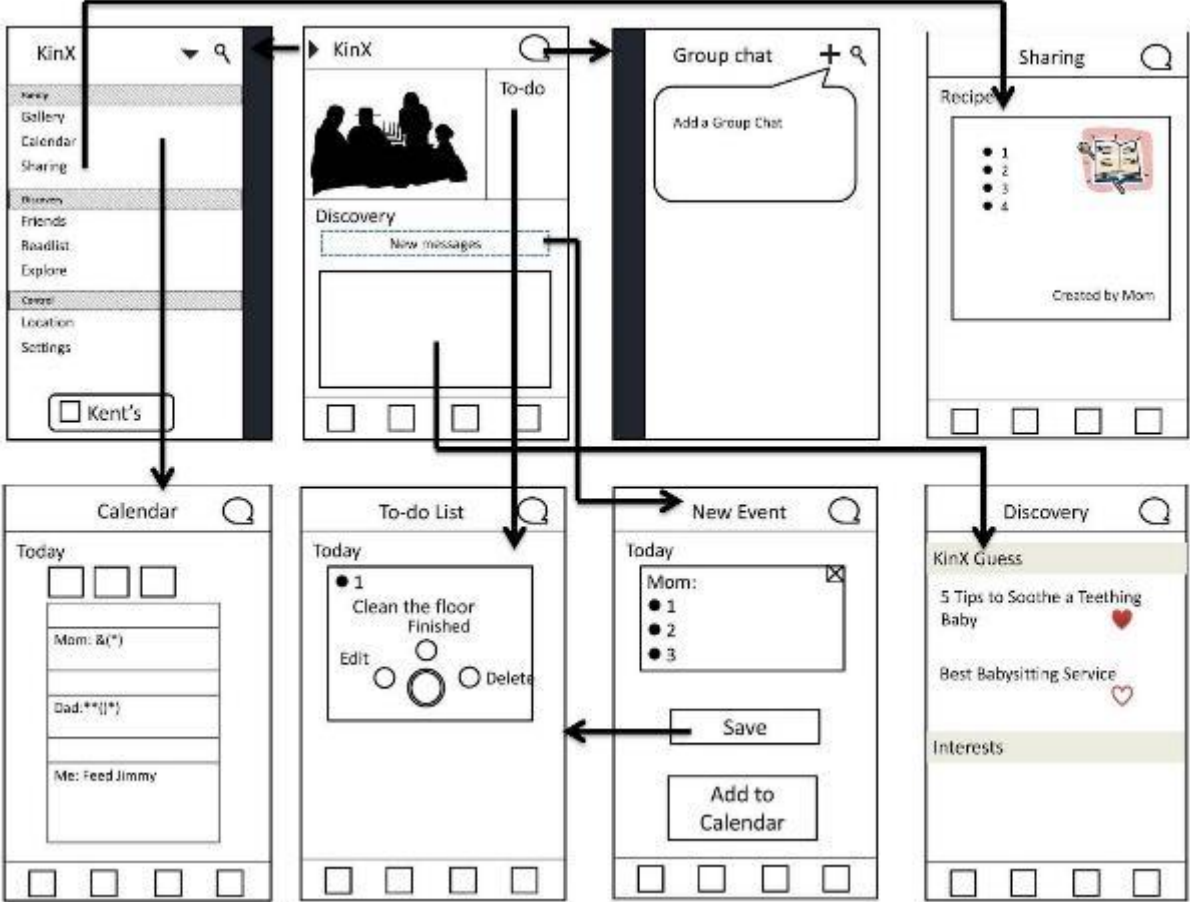 KinX
Family
Gallery
Calendar
Sharing
Discovery
Friends
Readlist
Explore
Control
Location
Settings
Kent's
KinX
To-do
Discovery
New messages
Group chat
Add a Group Chat
Sharing
Recipe
1
2
3
4
Created by Mom
Calendar
Today
Mom: &(*)
Dad:**()*)
Me: Feed Jimmy
To-do List
Today
1
Clean the floor
Finished
Edit
Delete
New Event
Today
Mom:
1
2
3
Save
Add to
Calendar
Discovery
KinX Guess
5 Tips to Soothe a Teething
Baby
Best Babysitting Service
Interests